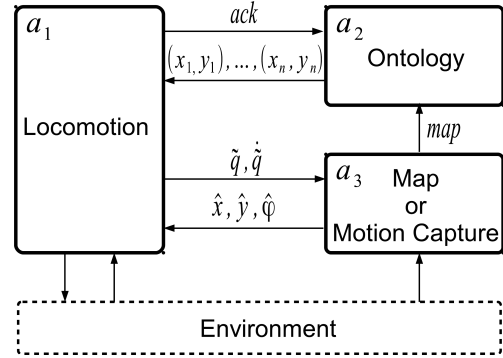 a₁
Locomotion
ack
(x₁,y₁),...,(xₙ,yₙ)
a₂
Ontology
map
q̃,q̃̇
x̂,ŷ,φ̂
a₃
Map
or
Motion Capture
Environment